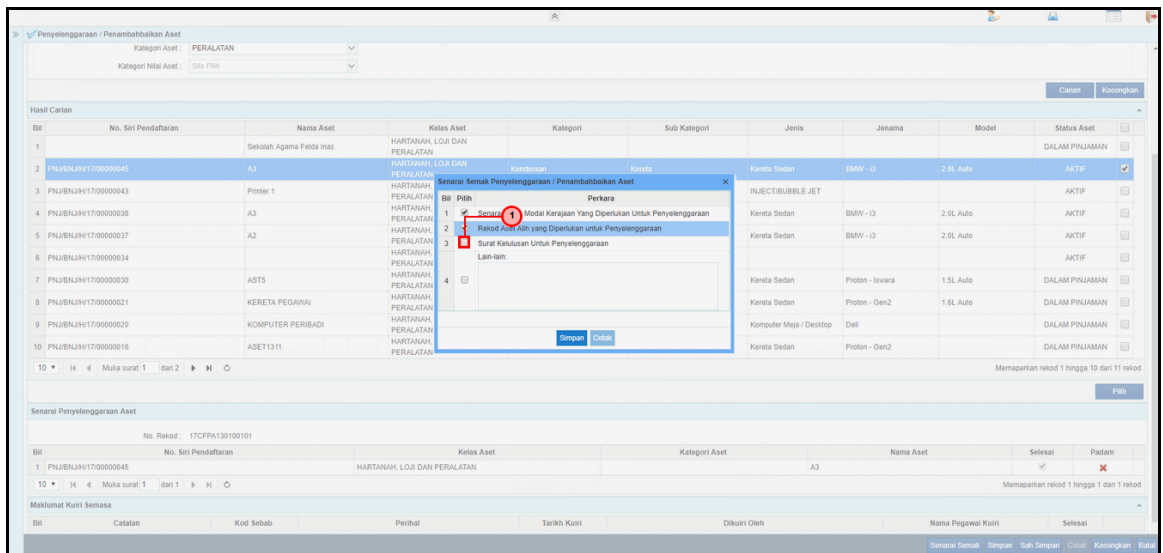 Penyelenggaraan / Penambahbaikan Aset
Kategori Aset : PERALATAN
Kategori Nilai Aset : Sila Pilih
Carian Kosongkan
Hasil Carian
Bil No. Siri Pendaftaran Nama Aset Kelas Aset Kategori Sub Kategori Jenis Jenama Model Status Aset
1 Sekolah Agama Felda Inas HARTANAH, LOJI DAN PERALATAN DALAM PINJAMAN
2 PNJ/BNJ/H/17/00000045 A3 HARTANAH, LOJI DAN PERALATAN Kenderaan Kereta Kereta Sedan BMW - i3 2.0L Auto AKTIF
3 PNJ/BNJ/H/17/00000043 Printer 1 HARTANAH, PERALATAN INJECT/BUBBLE JET AKTIF
4 PNJ/BNJ/H/17/00000038 A3 HARTANAH, PERALATAN Kereta Sedan BMW - i3 2.0L Auto AKTIF
5 PNJ/BNJ/H/17/00000037 A2 HARTANAH, PERALATAN Kereta Sedan BMW - i3 2.0L Auto AKTIF
6 PNJ/BNJ/H/17/00000034 HARTANAH, PERALATAN AKTIF
7 PNJ/BNJ/H/17/00000030 AST5 HARTANAH, PERALATAN Kereta Sedan Proton - Iswara 1.5L Auto DALAM PINJAMAN
8 PNJ/BNJ/H/17/00000021 KERETA PEGAWAI HARTANAH, PERALATAN Kereta Sedan Proton - Gen2 1.6L Auto DALAM PINJAMAN
9 PNJ/BNJ/H/17/00000020 KOMPUTER PERIBADI HARTANAH, PERALATAN Komputer Meja / Desktop Dell DALAM PINJAMAN
10 PNJ/BNJ/H/17/00000016 ASET1311 HARTANAH, PERALATAN Kereta Sedan Proton - Gen2 DALAM PINJAMAN
10 Muka surat 1 dari 2 Memaparkan rekod 1 hingga 10 dari 11 rekod
Senarai Semak Penyelenggaraan / Penambahbaikan Aset x
Bil Pilih Perkara
1 Senarai Modal Kerajaan Yang Diperlukan Untuk Penyelenggaraan
1
2 Rekod Aset Alih yang Diperlukan untuk Penyelenggaraan
3 Surat Kelulusan Untuk Penyelenggaraan
Lain-lain:
4
Simpan Cetak
Pilih
Senarai Penyelenggaraan Aset
No. Rekod : 17CFPA130100101
Bil No. Siri Pendaftaran Kelas Aset Kategori Aset Nama Aset Selesai Padam
1 PNJ/BNJ/H/17/00000045 HARTANAH, LOJI DAN PERALATAN A3
10 Muka surat 1 dari 1 Memaparkan rekod 1 hingga 1 dari 1 rekod
Maklumat Kuiri Semasa
Bil Catatan Kod Sebab Perihal Tarikh Kuiri Dikuiri Oleh Nama Pegawai Kuiri Selesai
Senarai Semak Simpan Sah Simpan Cetak Kosongkan Batal